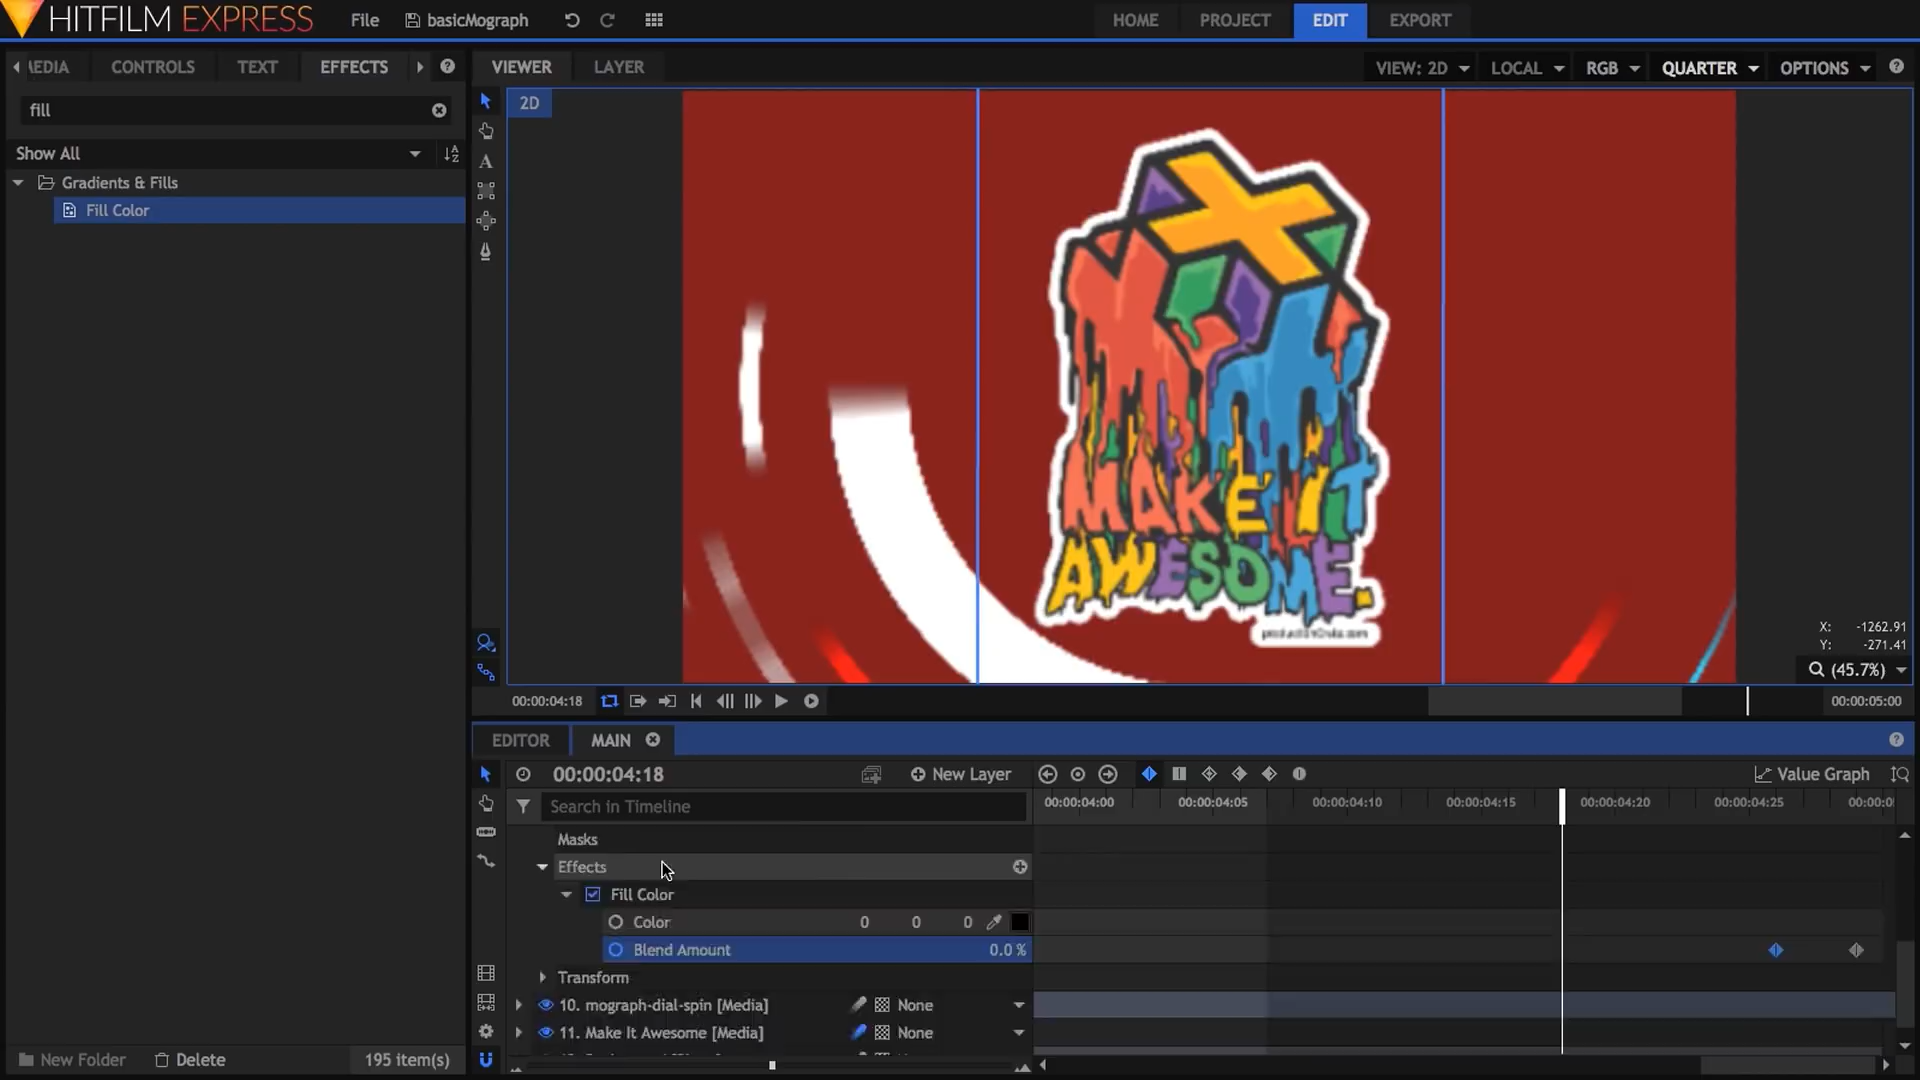 HITFILM EXPRESS
File
basicMograph
HOME
PROJECT
EDIT
EXPORT
EDIA
CONTROLS
TEXT
EFFECTS
VIEWER
LAYER
VIEW: 2D
LOCAL
RGB
QUARTER
OPTIONS
fill
2D
Show All
Gradients & Fills
Fill Color
MAKE IT
AWESOME.
X: -1262.91
Y: -271.41
(45.7%)
00:00:04:18
00:00:05:00
EDITOR
MAIN
00:00:04:18
New Layer
Value Graph
Search in Timeline
00:00:04:00
00:00:04:05
00:00:04:10
00:00:04:15
00:00:04:20
00:00:04:25
00:00:0
Masks
Effects
Fill Color
Color 0 0 0
Blend Amount 0.0 %
Transform
10. mograph-dial-spin [Media] None
11. Make It Awesome [Media] None
New Folder
Delete
195 item(s)